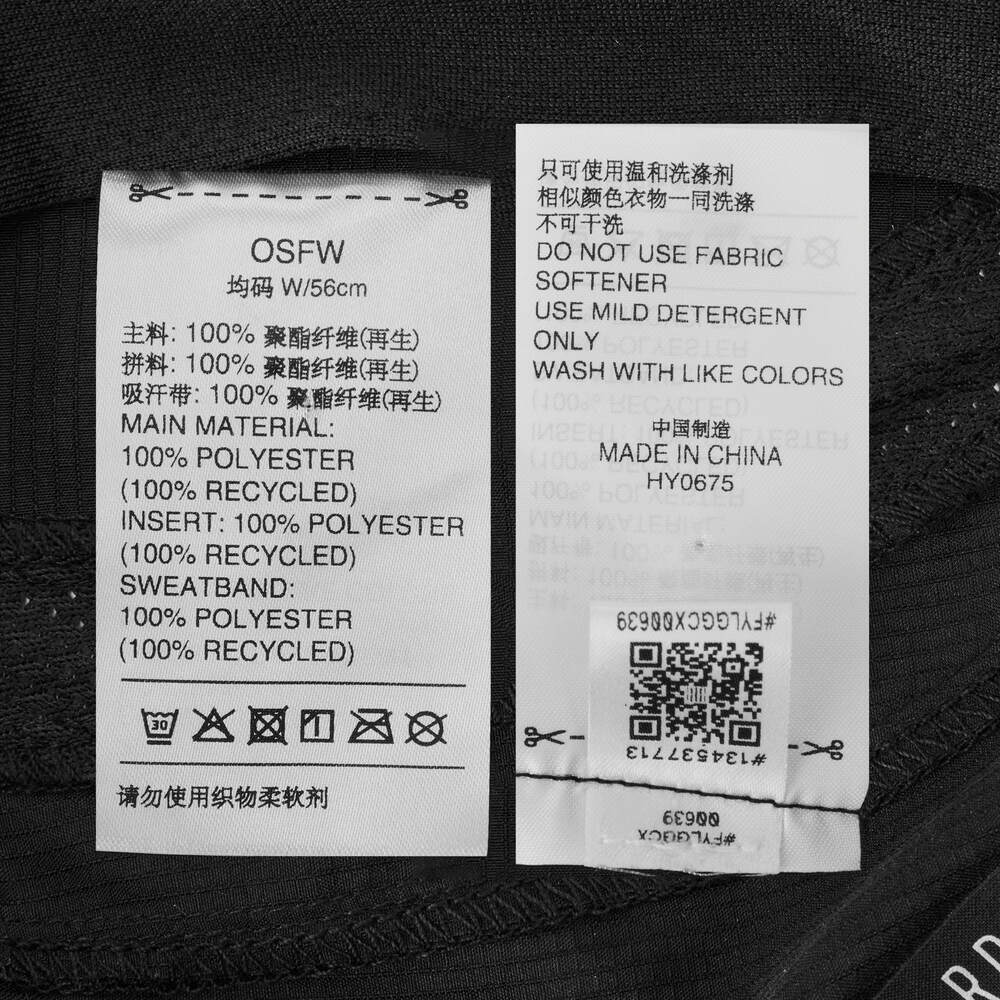 OSFW
均码 W/56cm
主料: 100% 聚酯纤维(再生)
拼料: 100% 聚酯纤维(再生)
吸汗带: 100% 聚酯纤维(再生)
MAIN MATERIAL:
100% POLYESTER
(100% RECYCLED)
INSERT: 100% POLYESTER
(100% RECYCLED)
SWEATBAND:
100% POLYESTER
(100% RECYCLED)
30
请勿使用织物柔软剂
只可使用温和洗涤剂
相似颜色衣物一同洗涤
不可干洗
DO NOT USE FABRIC
SOFTENER
USE MILD DETERGENT
ONLY
WASH WITH LIKE COLORS
中国制造
MADE IN CHINA
HY0675
#FYLGGCX00639
#134537713
#FYLGGCX
00639
RD